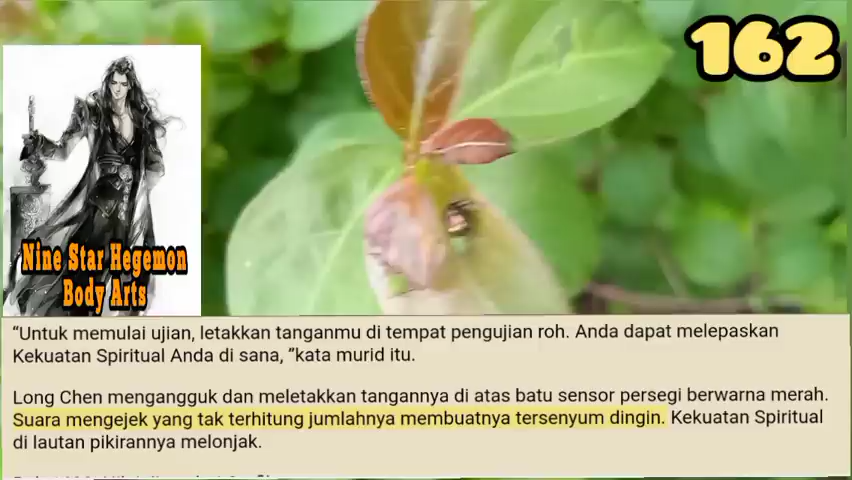 162
Nine Star Hegemon
Body Arts
“Untuk memulai ujian, letakkan tanganmu di tempat pengujian roh. Anda dapat melepaskan
Kekuatan Spiritual Anda di sana, ”kata murid itu.
Long Chen mengangguk dan meletakkan tangannya di atas batu sensor persegi berwarna merah.
Suara mengejek yang tak terhitung jumlahnya membuatnya tersenyum dingin. Kekuatan Spiritual
di lautan pikirannya melonjak.